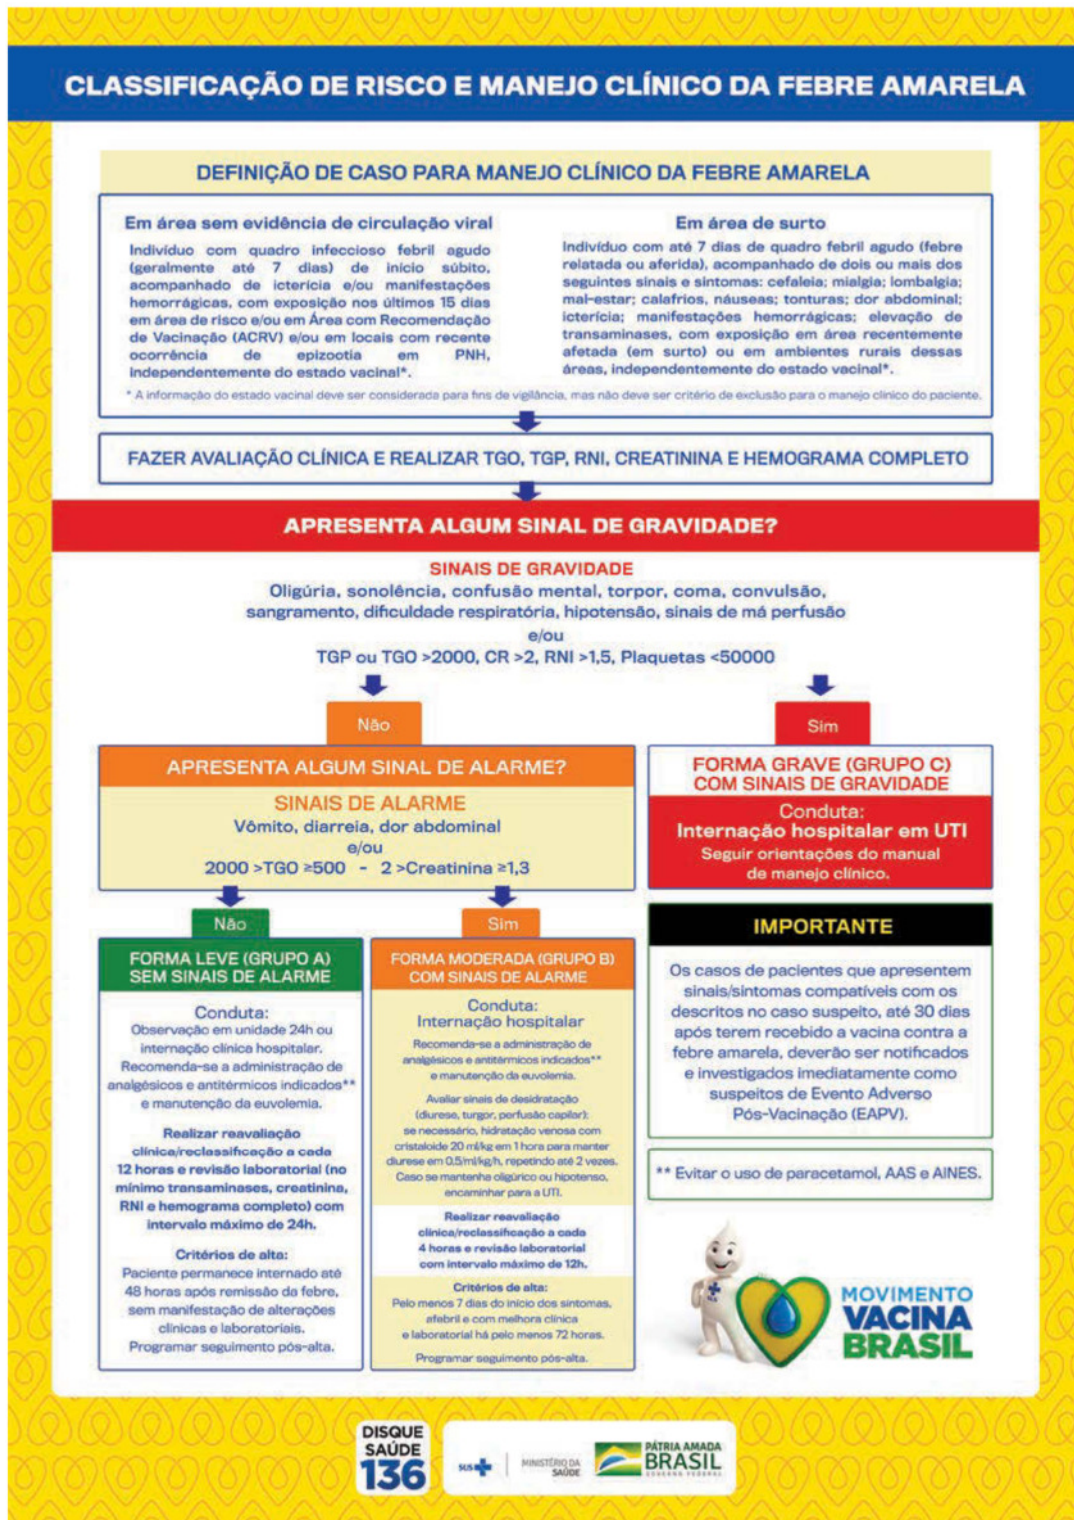 CLASSIFICAÇÃO DE RISCO E MANEJO CLÍNICO DA FEBRE AMARELA
DEFINIÇÃO DE CASO PARA MANEJO CLÍNICO DA FEBRE AMARELA
Em área sem evidência de circulação viral
Indivíduo com quadro infeccioso febril agudo
(geralmente até 7 dias) de início súbito,
acompanhado de icterícia e/ou manifestações
hemorrágicas, com exposição nos últimos 15 dias
em área de risco e/ou em Área com Recomendação
de Vacinação (ACRV) e/ou em locais com recente
ocorrência de epizootia em PNH,
independentemente do estado vacinal*.
Em área de surto
Indivíduo com até 7 dias de quadro febril agudo (febre
relatada ou aferida), acompanhado de dois ou mais dos
seguintes sinais e sintomas: cefaleia; mialgia; lombalgia;
mal-estar; calafrios, náuseas; tonturas; dor abdominal;
icterícia; manifestações hemorrágicas; elevação de
transaminases, com exposição em área recentemente
afetada (em surto) ou em ambientes rurais dessas
áreas, independentemente do estado vacinal*.
* A informação do estado vacinal deve ser considerada para fins de vigilância, mas não deve ser critério de exclusão para o manejo clínico do paciente.
FAZER AVALIAÇÃO CLÍNICA E REALIZAR TGO, TGP, RNI, CREATININA E HEMOGRAMA COMPLETO
APRESENTA ALGUM SINAL DE GRAVIDADE?
SINAIS DE GRAVIDADE
Oligúria, sonolência, confusão mental, torpor, coma, convulsão,
sangramento, dificuldade respiratória, hipotensão, sinais de má perfusão
e/ou
TGP ou TGO >2000, CR >2, RNI >1,5, Plaquetas <50000
Não
APRESENTA ALGUM SINAL DE ALARME?
SINAIS DE ALARME
Vômito, diarreia, dor abdominal
e/ou
2000 >TGO ≥500 - 2 >Creatinina ≥1,3
Não
FORMA LEVE (GRUPO A)
SEM SINAIS DE ALARME
Conduta:
Observação em unidade 24h ou
internação clínica hospitalar.
Recomenda-se a administração de
analgésicos e antitérmicos indicados**
e manutenção da euvolemia.
Realizar reavaliação
clínica/reclassificação a cada
12 horas e revisão laboratorial (no
mínimo transaminases, creatinina,
RNI e hemograma completo) com
intervalo máximo de 24h.
Critérios de alta:
Paciente permanece internado até
48 horas após remissão da febre,
sem manifestação de alterações
clínicas e laboratoriais.
Programar seguimento pós-alta.
Sim
FORMA MODERADA (GRUPO B)
COM SINAIS DE ALARME
Conduta:
Internação hospitalar
Recomenda-se a administração de
analgésicos e antitérmicos indicados**
e manutenção da euvolemia.
Avaliar sinais de desidratação
(diurese, turgor, perfusão capilar):
se necessário, hidratação venosa com
cristaloide 20 ml/kg em 1 hora para manter
diurese em 0,5/ml/kg/h, repetindo até 2 vezes.
Caso se mantenha oligúrico ou hipotenso,
encaminhar para a UTI.
Realizar reavaliação
clínica/reclassificação a cada
4 horas e revisão laboratorial
com intervalo máximo de 12h.
Critérios de alta:
Pelo menos 7 dias do início dos sintomas,
afebril e com melhora clínica
e laboratorial há pelo menos 72 horas.
Programar seguimento pós-alta.
Sim
FORMA GRAVE (GRUPO C)
COM SINAIS DE GRAVIDADE
Conduta:
Internação hospitalar em UTI
Seguir orientações do manual
de manejo clínico.
IMPORTANTE
Os casos de pacientes que apresentem
sinais/sintomas compatíveis com os
descritos no caso suspeito, até 30 dias
após terem recebido a vacina contra a
febre amarela, deverão ser notificados
e investigados imediatamente como
suspeitos de Evento Adverso
Pós-Vacinação (EAPV).
** Evitar o uso de paracetamol, AAS e AINES.
MOVIMENTO
VACINA
BRASIL
DISQUE
SAÚDE
136
SUS
MINISTÉRIO DA
SAÚDE
PÁTRIA AMADA
BRASIL
GOVERNO FEDERAL